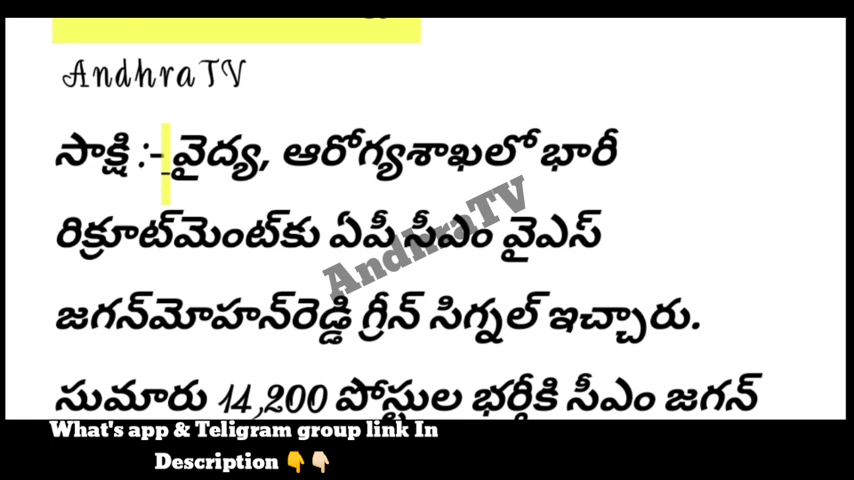 AndhraTV
సాక్షి :- వైద్య, ఆరోగ్యశాఖలో భారీ
రిక్రూట్‌మెంట్‌కు ఏపీ సీఎం వైఎస్
జగన్‌మోహన్‌రెడ్డి గ్రీన్ సిగ్నల్ ఇచ్చారు.
సుమారు 14,200 పోస్టుల భర్తీకి సీఎం జగన్
AndhraTV
What's app & Teligram group link In
Description 👇👇🏻